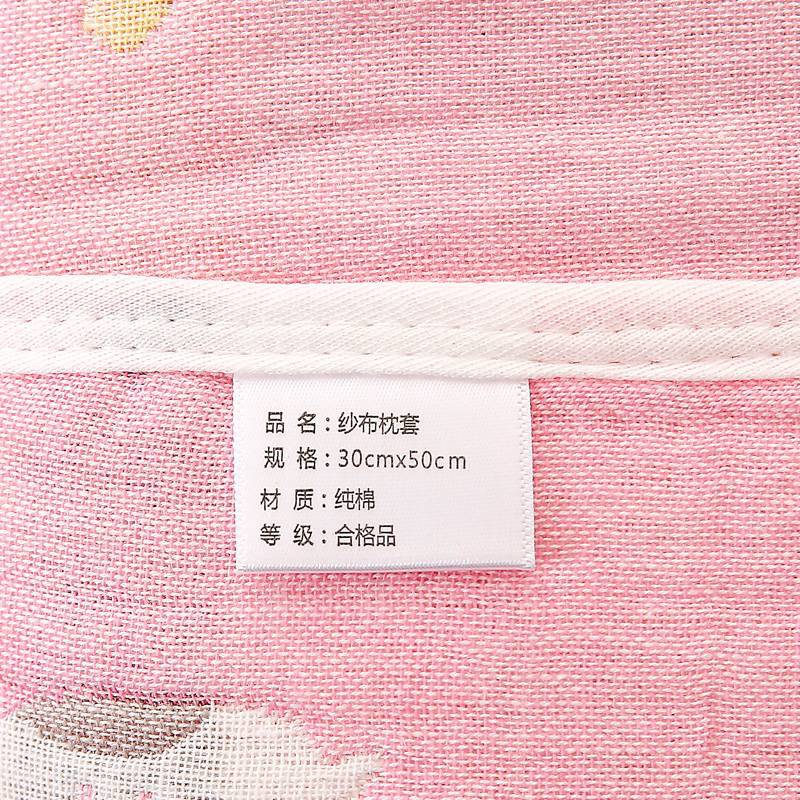 品 名：纱布枕套
规 格：30cmx50cm
材 质：纯棉
等 级：合格品